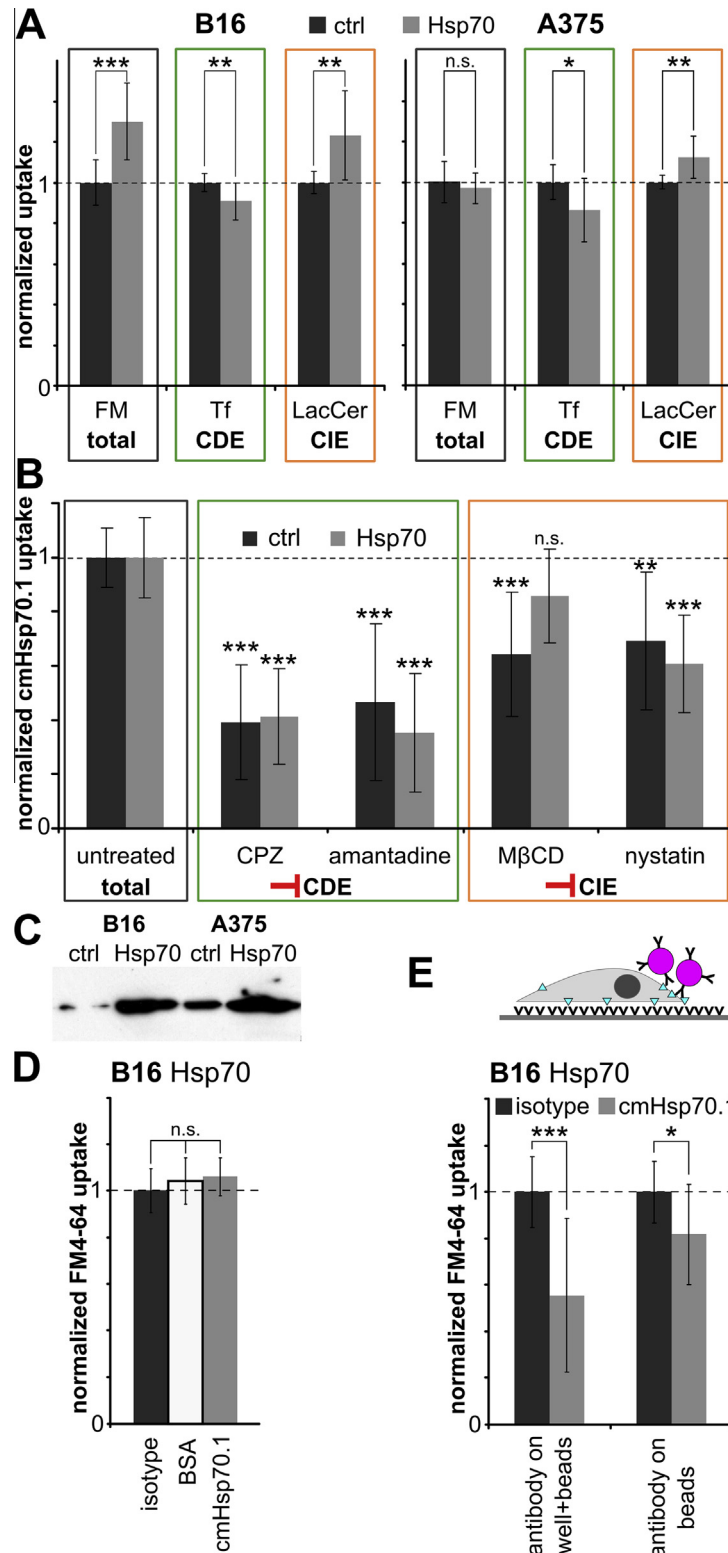 A
B16
ctrl
Hsp70
A375
normalized uptake
1
0
***
**
**
n.s.
*
**
FM
total
Tf
CDE
LacCer
CIE
FM
total
Tf
CDE
LacCer
CIE
B
normalized cmHsp70.1 uptake
1
0
ctrl
Hsp70
***
***
***
***
***
n.s.
**
***
untreated
total
CPZ
amantadine
CDE
MβCD
nystatin
CIE
C
B16
A375
ctrl Hsp70 ctrl Hsp70
E
D
B16 Hsp70
normalized FM4-64 uptake
1
0
n.s.
isotype
BSA
cmHsp70.1
B16 Hsp70
isotype
cmHsp70.1
normalized FM4-64 uptake
1
0
***
*
antibody on
well+beads
antibody on
beads